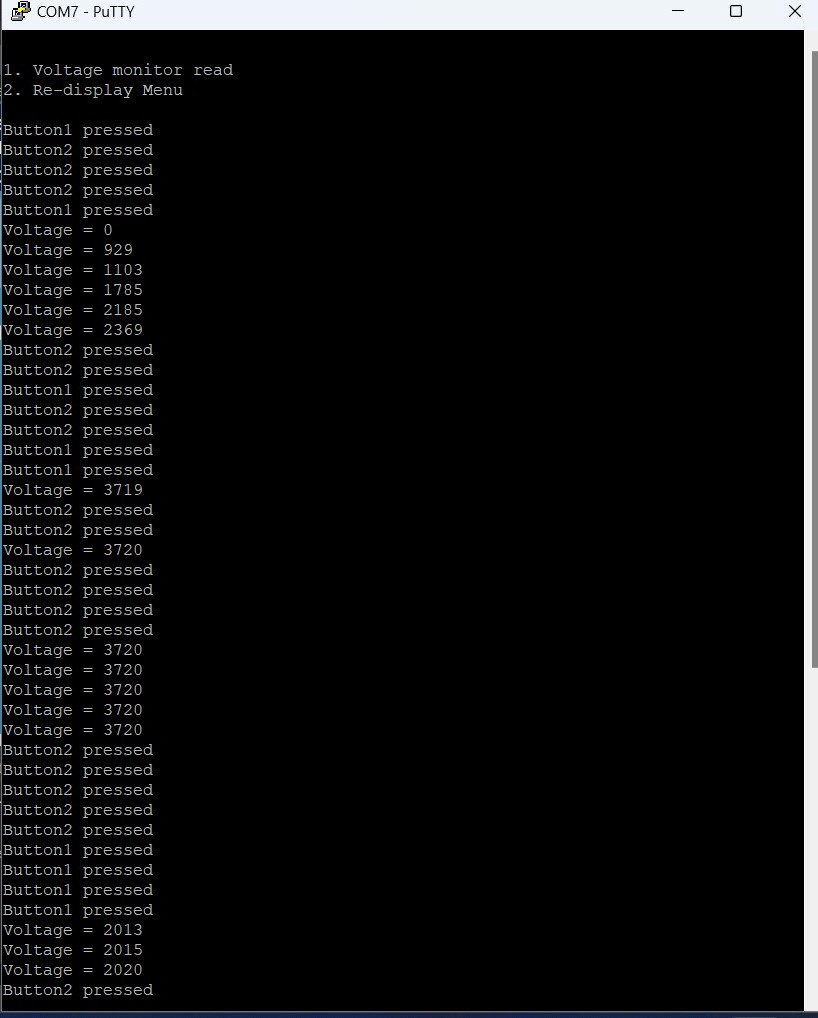 COM7 - PuTTY
1. Voltage monitor read
2. Re-display Menu
Button1 pressed
Button2 pressed
Button2 pressed
Button2 pressed
Button1 pressed
Voltage = 0
Voltage = 929
Voltage = 1103
Voltage = 1785
Voltage = 2185
Voltage = 2369
Button2 pressed
Button2 pressed
Button1 pressed
Button2 pressed
Button2 pressed
Button1 pressed
Button1 pressed
Voltage = 3719
Button2 pressed
Button2 pressed
Voltage = 3720
Button2 pressed
Button2 pressed
Button2 pressed
Button2 pressed
Voltage = 3720
Voltage = 3720
Voltage = 3720
Voltage = 3720
Voltage = 3720
Button2 pressed
Button2 pressed
Button2 pressed
Button2 pressed
Button2 pressed
Button1 pressed
Button1 pressed
Button1 pressed
Button1 pressed
Voltage = 2013
Voltage = 2015
Voltage = 2020
Button2 pressed